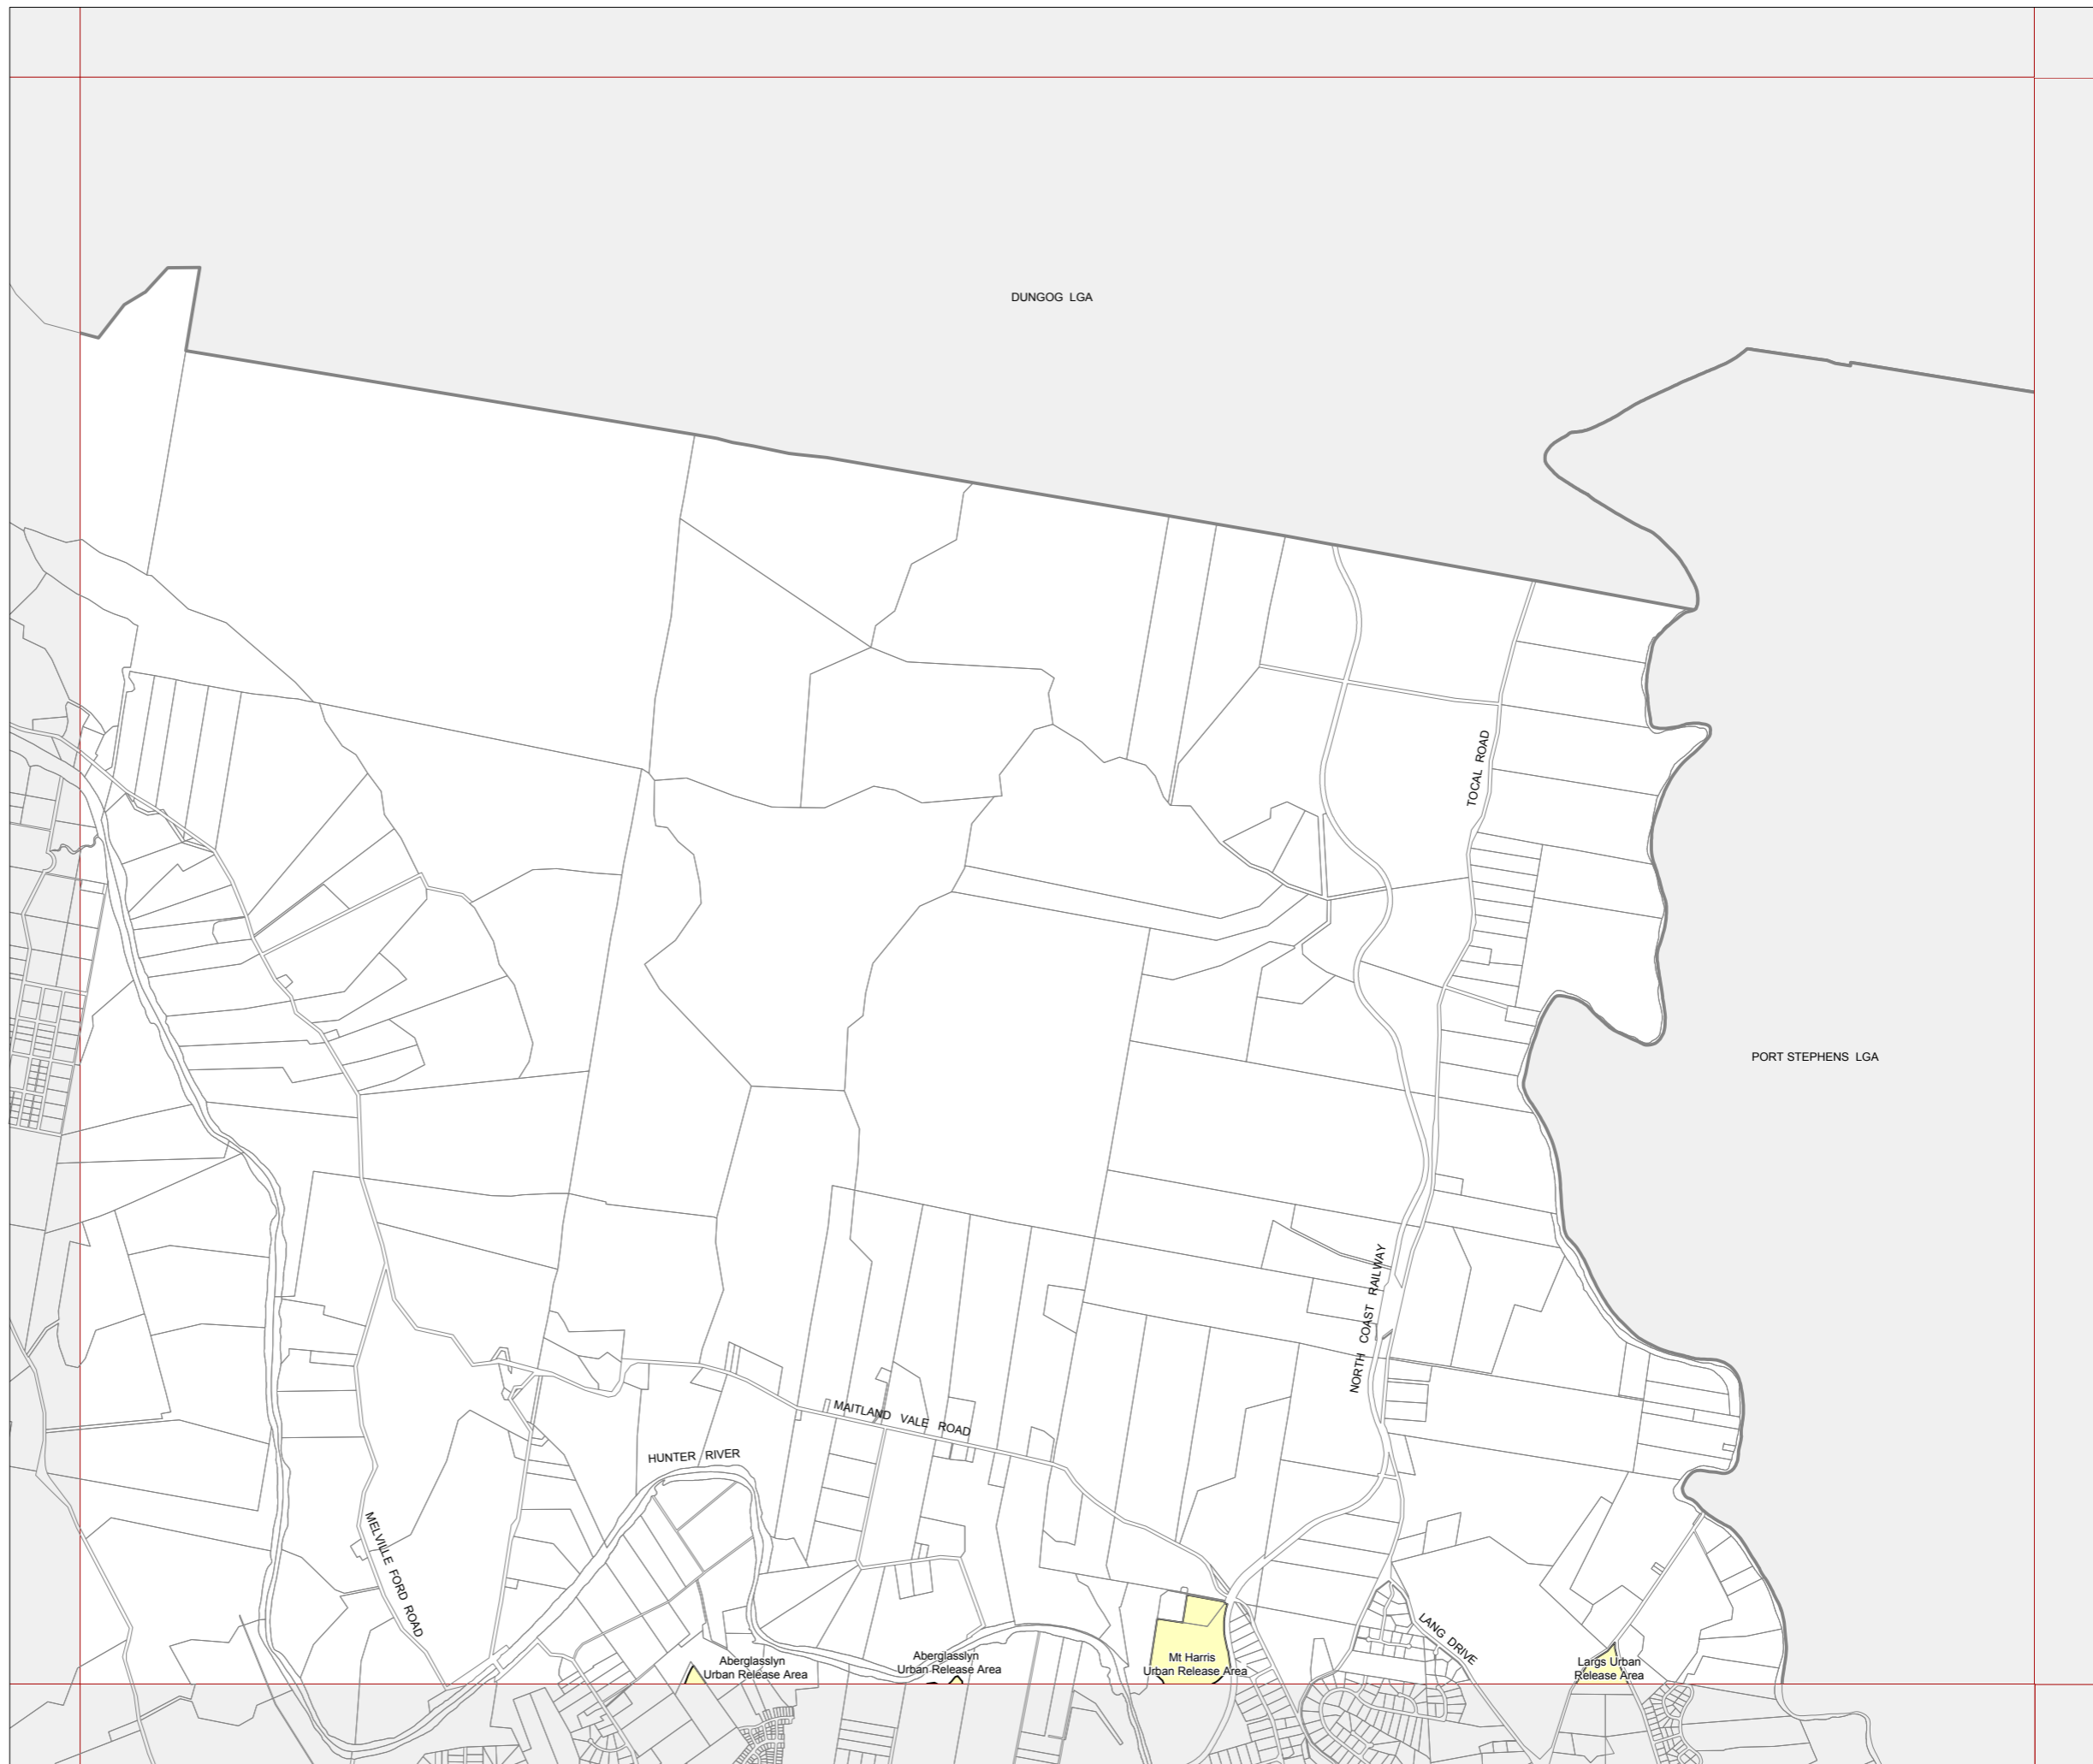 DUNGOG LGA
TOCAL ROAD
PORT STEPHENS LGA
NORTH COAST RAILWAY
MAITLAND VALE ROAD
HUNTER RIVER
MELVILLE FORD ROAD
LANG DRIVE
Aberglasslyn
Urban Release Area
Aberglasslyn
Urban Release Area
Mt Harris
Urban Release Area
Largs Urban
Release Area